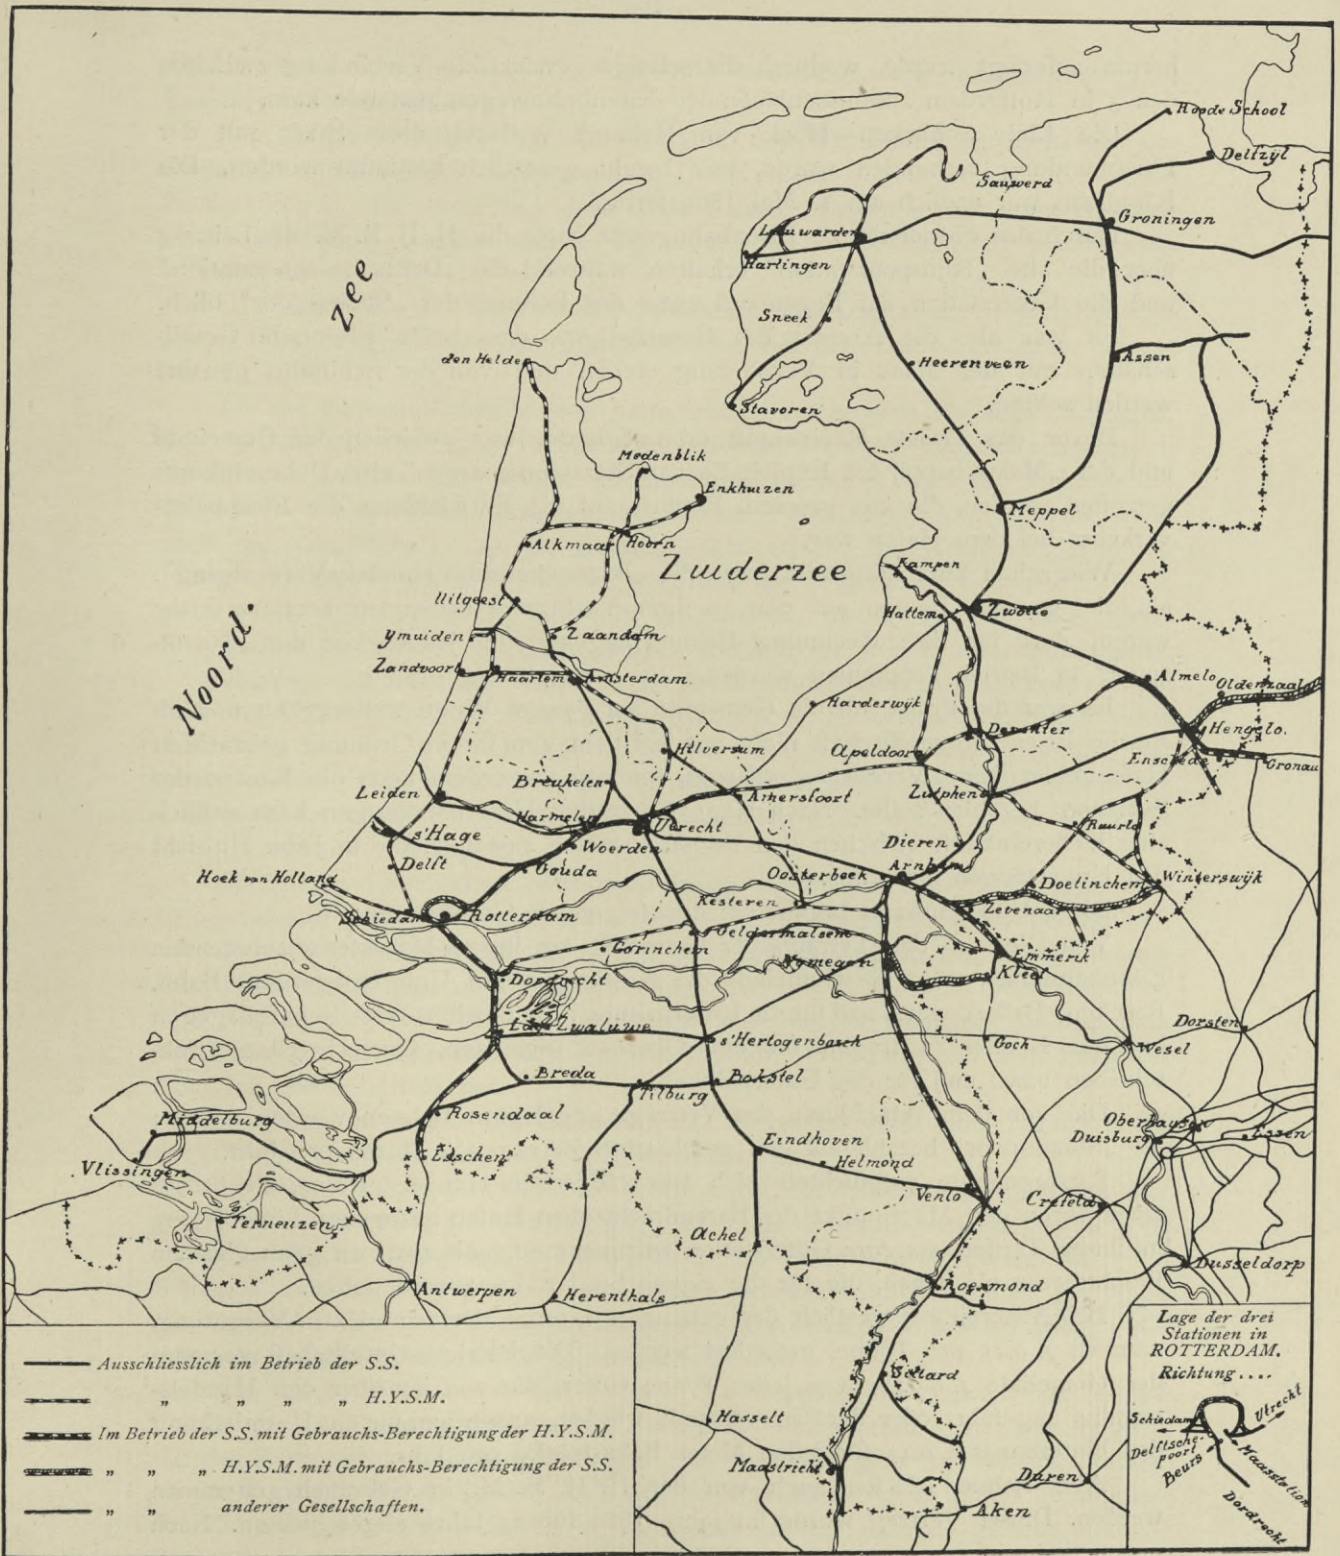 Roode School
Delfzyl
Sauwerd
Groningen
Leeuwarden
Harlingen
Zee
Sneek
den Helder
Heerenveen
Assen
Stavoren
Medenblik
Enkhuizen
Meppel
Alkmaar
Hoorn
Zuiderzee
Kampen
Uitgeest
Hattem
Zwolle
Noord.
Ymuiden
Zaandam
Zandvoort
Haarlem
Amsterdam.
Almelo
Oldenzaal
Harderwyk
Deventer
Hengelo.
Hilversum
Apeldoorn
Enschede
Gronau
Breukelen
Leiden
Amersfoort
Zutphen
Harmelen
Utrecht
Ruurlo
s'Hage
Woerden
Dieren
Delft
Gouda
Oosterbeek
Arnhem
Hoek van Holland
Doetinchem
Winterswyk
Kesteren
Zevenaar
Schiedam
Rotterdam
Geldermalsen
Gorinchem
Nymegen
Emmerik
Kleef
Dordrecht
Lage Zwaluwe
s'Hertogenbosch
Goch
Dorsten
Wesel
Breda
Tilburg
Bokstel
Middelburg
Rosendaal
Oberhausen
Duisburg
Essen
Vlissingen
Esschen
Eindhoven
Helmond
Venlo
Crefeld
Terneuzen
Achel
Dusseldorp
Antwerpen
Herenthals
Roermond
Sittard
Hasselt
Maastricht
Duren
Aken
Ausschliesslich im Betrieb der S.S.
„ „ „ „ H.Y.S.M.
Im Betrieb der S.S. mit Gebrauchs-Berechtigung der H.Y.S.M.
„ „ „ H.Y.S.M. mit Gebrauchs-Berechtigung der S.S.
„ „ anderer Gesellschaften.
Lage der drei
Stationen in
ROTTERDAM.
Richtung....
Schiedam
Utrecht
Delftsche-
poort
Beurs
Maasstation
Dordrecht